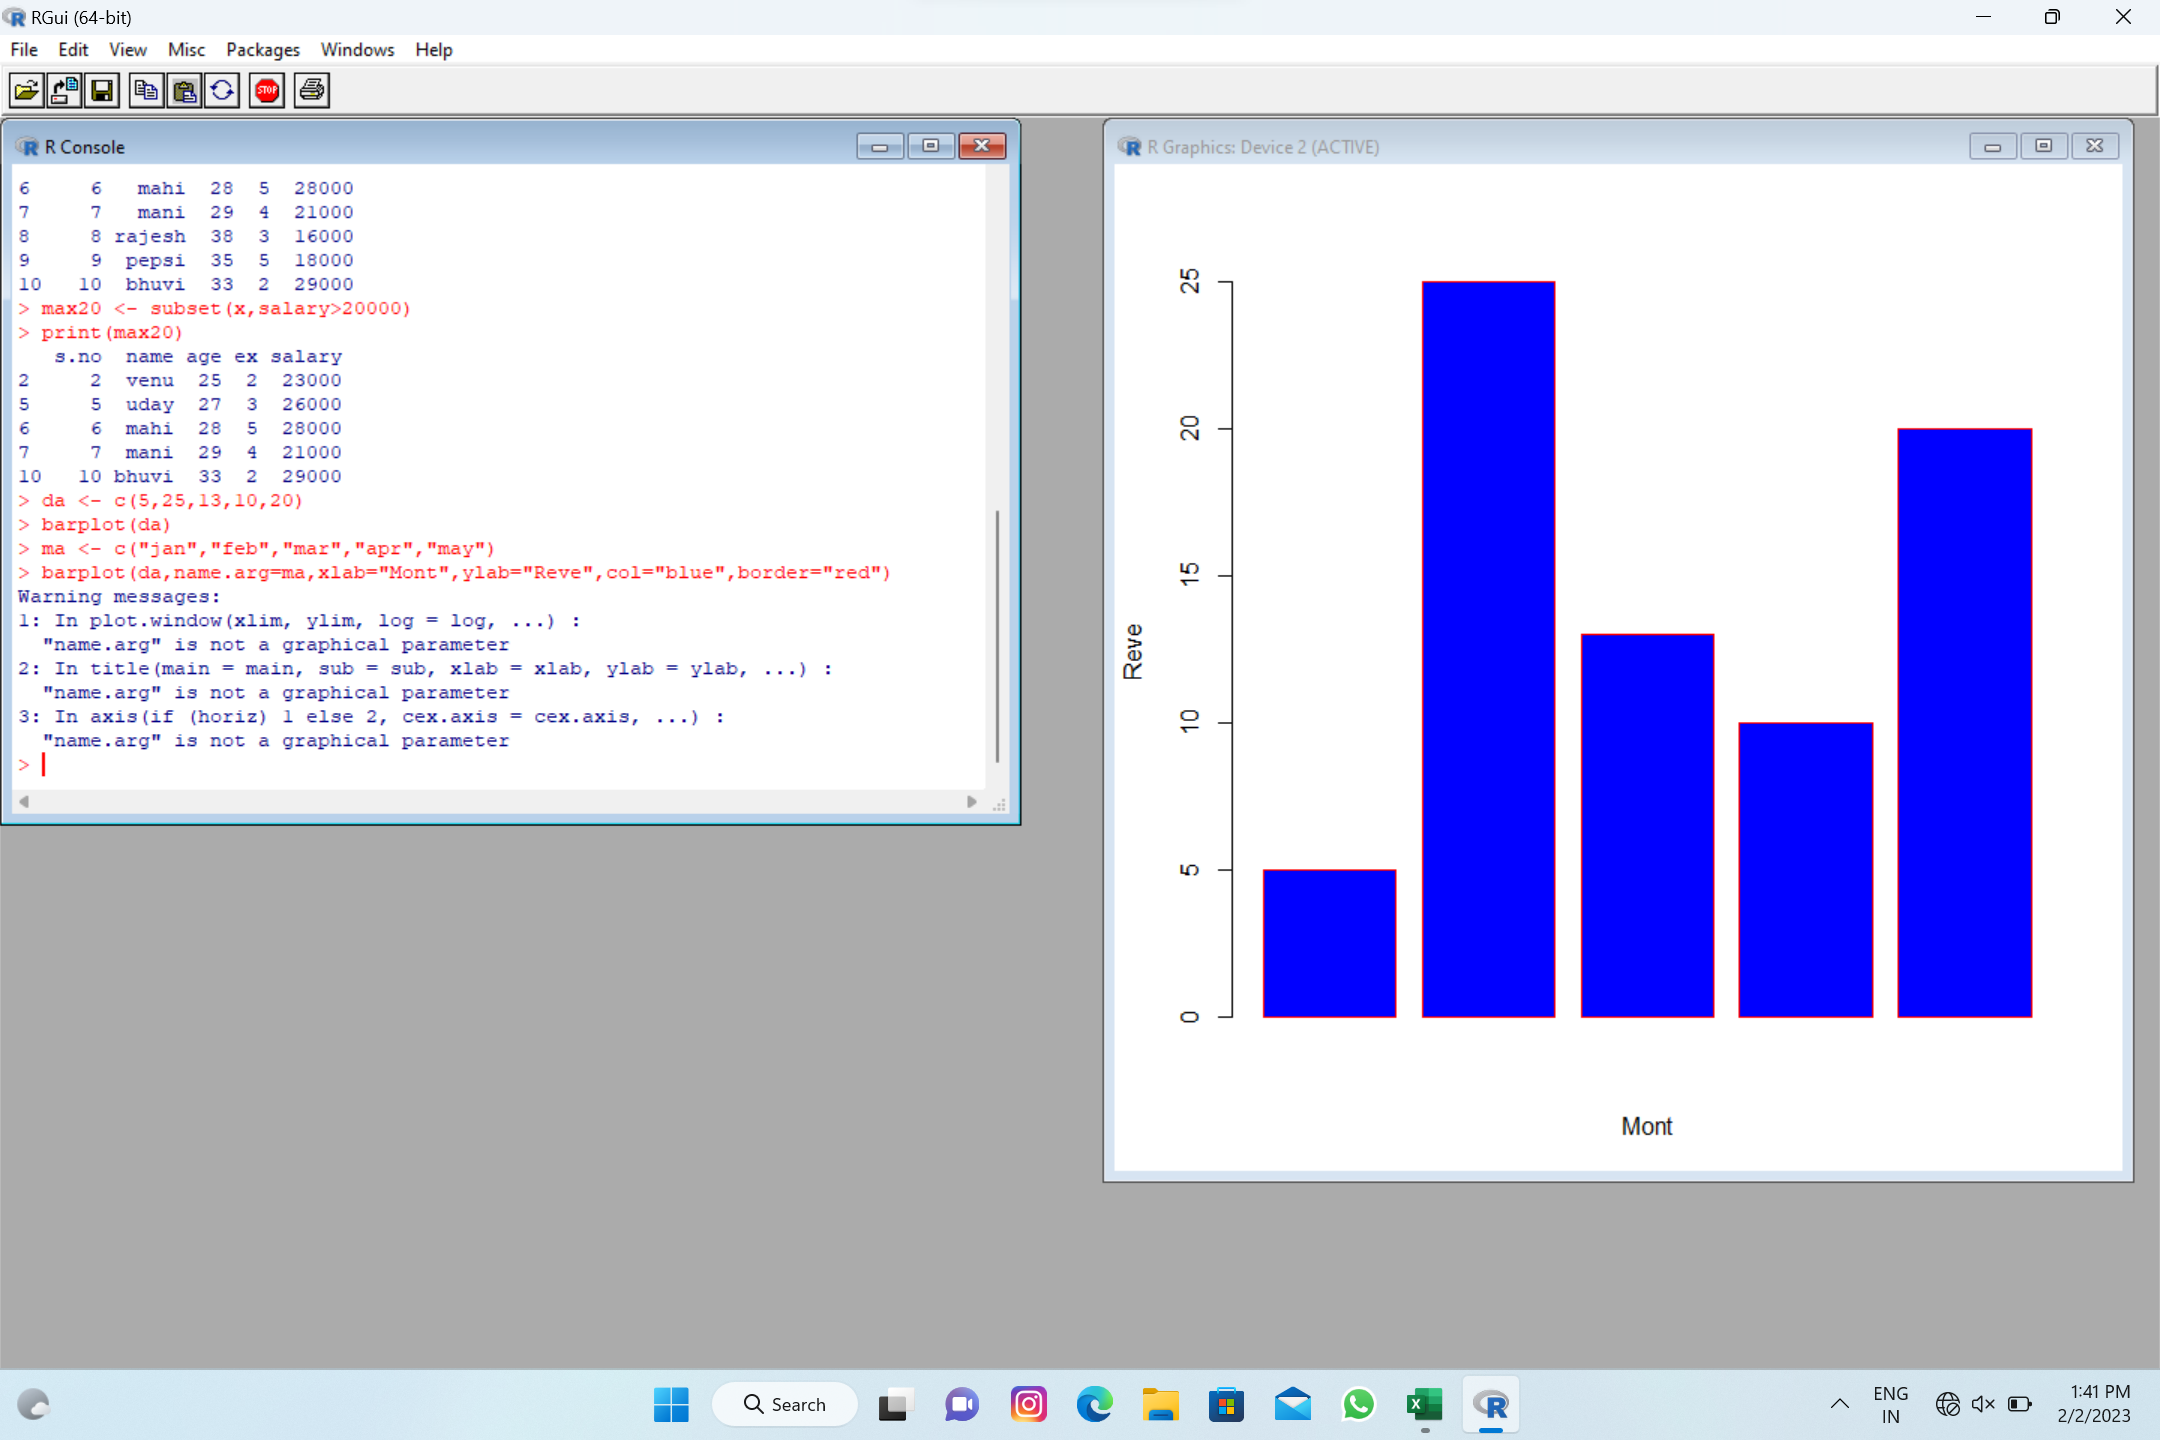 RGui (64-bit)
File Edit View Misc Packages Windows Help
STOP
R Console
6 6 mahi 28 5 28000
7 7 mani 29 4 21000
8 8 rajesh 38 3 16000
9 9 pepsi 35 5 18000
10 10 bhuvi 33 2 29000
> max20 <- subset(x,salary>20000)
> print(max20)
s.no name age ex salary
2 2 venu 25 2 23000
5 5 uday 27 3 26000
6 6 mahi 28 5 28000
7 7 mani 29 4 21000
10 10 bhuvi 33 2 29000
> da <- c(5,25,13,10,20)
> barplot(da)
> ma <- c("jan","feb","mar","apr","may")
> barplot(da,name.arg=ma,xlab="Mont",ylab="Reve",col="blue",border="red")
Warning messages:
1: In plot.window(xlim, ylim, log = log, ...) :
"name.arg" is not a graphical parameter
2: In title(main = main, sub = sub, xlab = xlab, ylab = ylab, ...) :
"name.arg" is not a graphical parameter
3: In axis(if (horiz) 1 else 2, cex.axis = cex.axis, ...) :
"name.arg" is not a graphical parameter
>
R Graphics: Device 2 (ACTIVE)
25
20
15
10
5
0
Reve
Mont
Search
ENG
IN
1:41 PM
2/2/2023